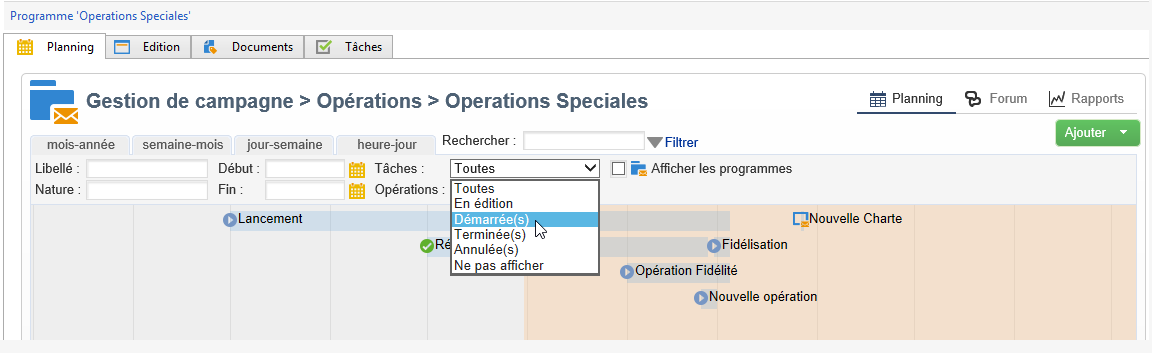 Programme 'Operations Speciales'
Planning Edition Documents Tâches
Gestion de campagne > Opérations > Operations Speciales
Planning Forum Rapports
Ajouter
mois-année semaine-mois jour-semaine heure-jour Rechercher : Filtrer
Libellé : Début : Tâches : Toutes Afficher les programmes
Nature : Fin : Opérations :
Toutes
En édition
Démarrée(s)
Terminée(s)
Annulée(s)
Ne pas afficher
Lancement Nouvelle Charte
Fidélisation
Opération Fidélité
Nouvelle opération